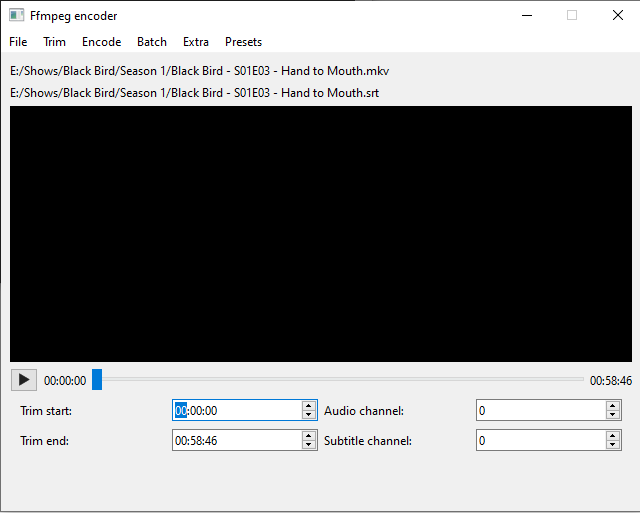 Ffmpeg encoder
File Trim Encode Batch Extra Presets
E:/Shows/Black Bird/Season 1/Black Bird - S01E03 - Hand to Mouth.mkv
E:/Shows/Black Bird/Season 1/Black Bird - S01E03 - Hand to Mouth.srt
00:00:00 00:58:46
Trim start: 00:00:00 Audio channel: 0
Trim end: 00:58:46 Subtitle channel: 0